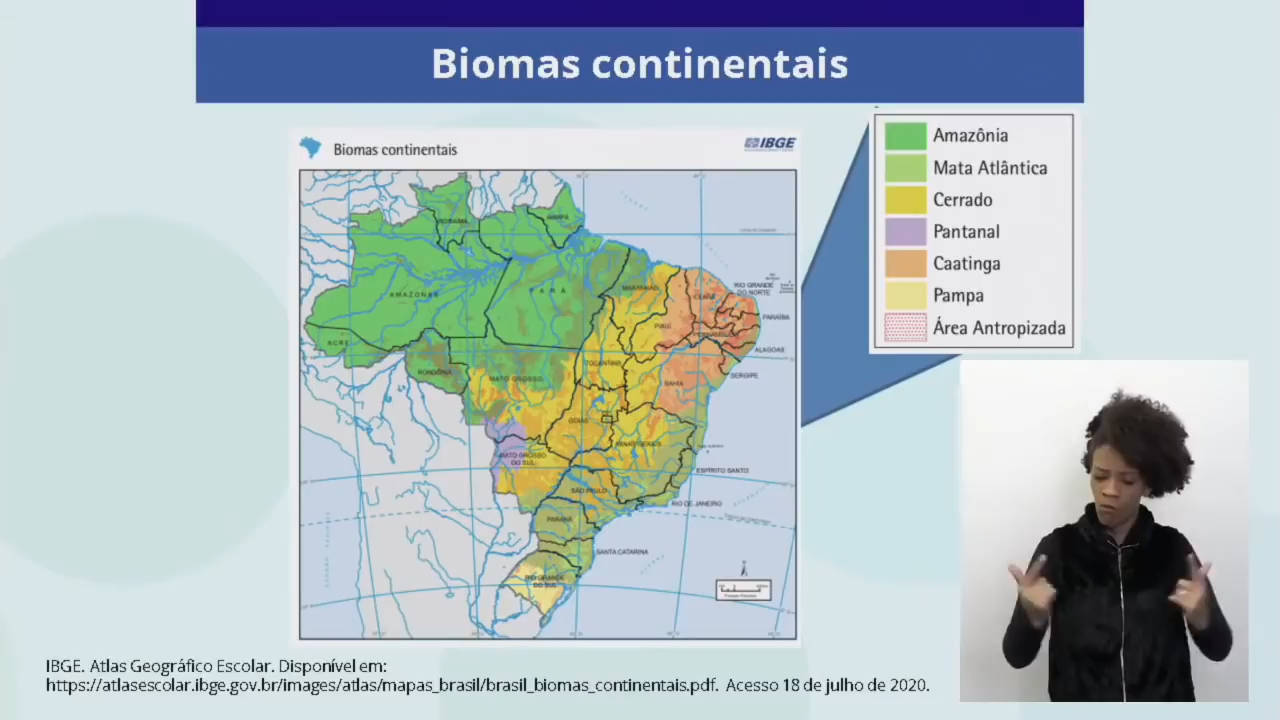 Biomas continentais
Biomas continentais
IBGE
Amazônia
Mata Atlântica
Cerrado
Pantanal
Caatinga
Pampa
Área Antropizada
RORAIMA
AMAPÁ
AMAZONAS
PARÁ
MARANHÃO
CEARÁ
RIO GRANDE
DO NORTE
PARAÍBA
PIAUÍ
PERNAMBUCO
ALAGOAS
ACRE
SERGIPE
RONDÔNIA
TOCANTINS
MATO GROSSO
BAHIA
GOIÁS
MINAS GERAIS
MATO GROSSO
DO SUL
ESPÍRITO SANTO
SÃO PAULO
RIO DE JANEIRO
PARANÁ
SANTA CATARINA
RIO GRANDE
DO SUL
IBGE. Atlas Geográfico Escolar. Disponível em:
https://atlasescolar.ibge.gov.br/images/atlas/mapas_brasil/brasil_biomas_continentais.pdf. Acesso 18 de julho de 2020.